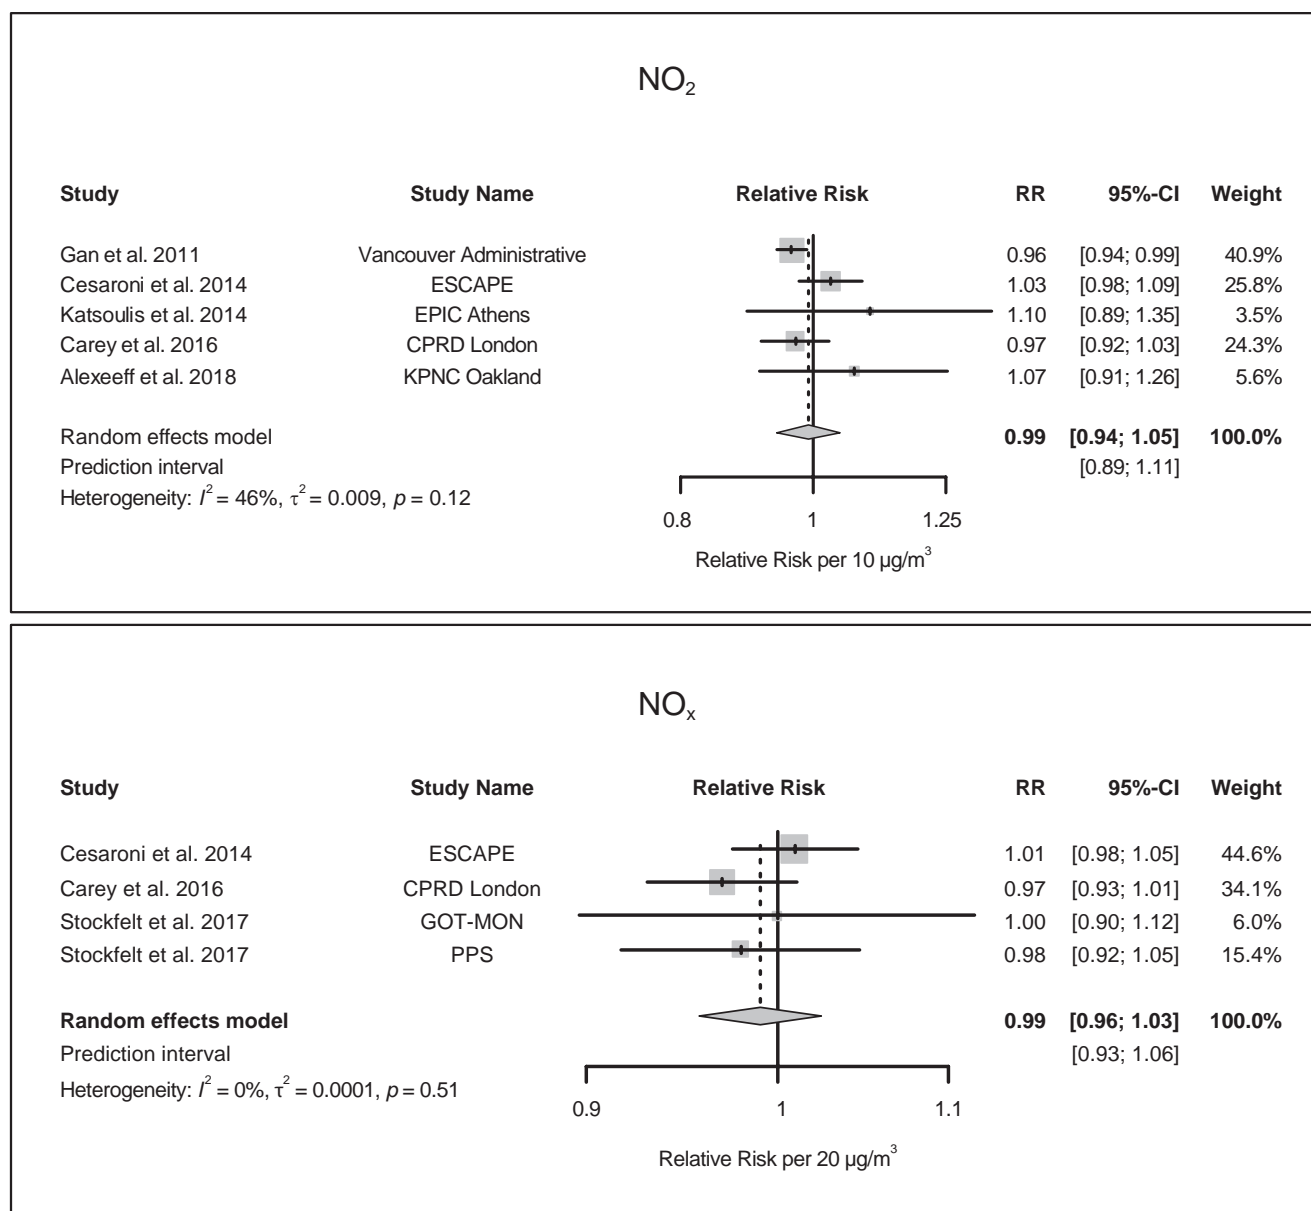 NO₂
Study Study Name Relative Risk RR 95%-CI Weight
Gan et al. 2011 Vancouver Administrative 0.96 [0.94; 0.99] 40.9%
Cesaroni et al. 2014 ESCAPE 1.03 [0.98; 1.09] 25.8%
Katsoulis et al. 2014 EPIC Athens 1.10 [0.89; 1.35] 3.5%
Carey et al. 2016 CPRD London 0.97 [0.92; 1.03] 24.3%
Alexeeff et al. 2018 KPNC Oakland 1.07 [0.91; 1.26] 5.6%
Random effects model 0.99 [0.94; 1.05] 100.0%
Prediction interval [0.89; 1.11]
Heterogeneity: I² = 46%, τ² = 0.009, p = 0.12
0.8 1 1.25
Relative Risk per 10 µg/m³
NOₓ
Study Study Name Relative Risk RR 95%-CI Weight
Cesaroni et al. 2014 ESCAPE 1.01 [0.98; 1.05] 44.6%
Carey et al. 2016 CPRD London 0.97 [0.93; 1.01] 34.1%
Stockfelt et al. 2017 GOT-MON 1.00 [0.90; 1.12] 6.0%
Stockfelt et al. 2017 PPS 0.98 [0.92; 1.05] 15.4%
Random effects model 0.99 [0.96; 1.03] 100.0%
Prediction interval [0.93; 1.06]
Heterogeneity: I² = 0%, τ² = 0.0001, p = 0.51
0.9 1 1.1
Relative Risk per 20 µg/m³